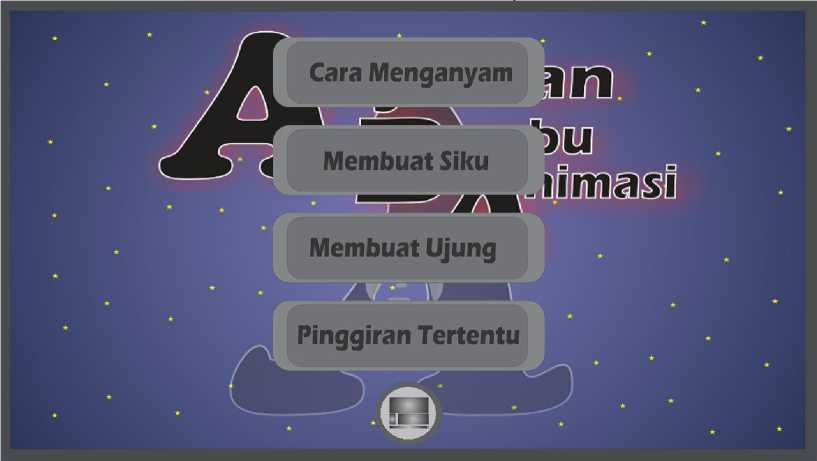 Cara Menganyam
Membuat Siku
Membuat Ujung
Pinggiran Tertentu